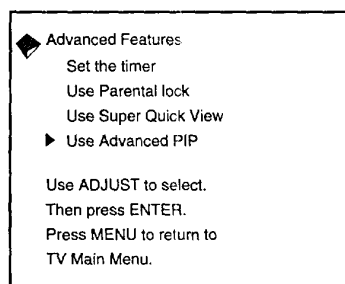 Advanced Features
Set the timer
Use Parental lock
Use Super Quick View
Use Advanced PIP
Use ADJUST to select.
Then press ENTER.
Press MENU to return to
TV Main Menu.